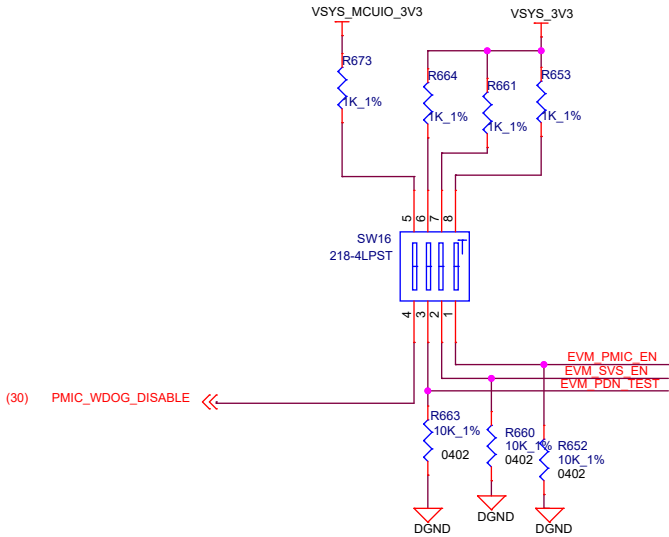 VSYS_MCUIO_3V3
VSYS_3V3
R673
1K_1%
R664
1K_1%
R661
1K_1%
R653
1K_1%
5
6
7
8
SW16
218-4LPST
4
3
2
1
EVM_PMIC_EN
EVM_SVS_EN
EVM_PDN_TEST
(30) PMIC_WDOG_DISABLE
R663
10K_1%
0402
R660
10K_1%
0402
R652
10K_1%
0402
DGND
DGND
DGND